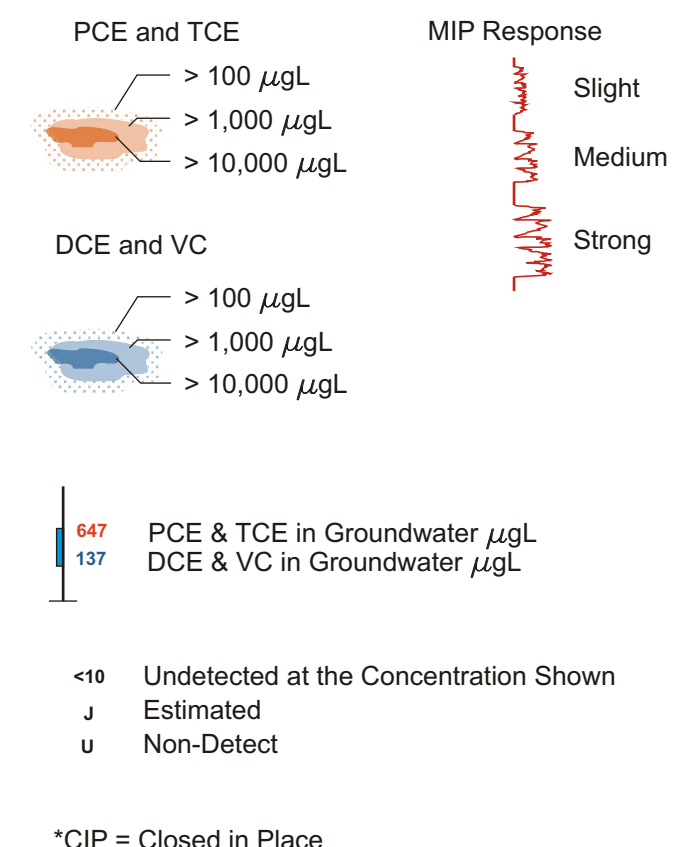 PCE and TCE
> 100 μgL
> 1,000 μgL
> 10,000 μgL
MIP Response
Slight
Medium
Strong
DCE and VC
> 100 μgL
> 1,000 μgL
> 10,000 μgL
647 PCE & TCE in Groundwater μgL
137 DCE & VC in Groundwater μgL
<10 Undetected at the Concentration Shown
J Estimated
U Non-Detect
*CIP = Closed in Place